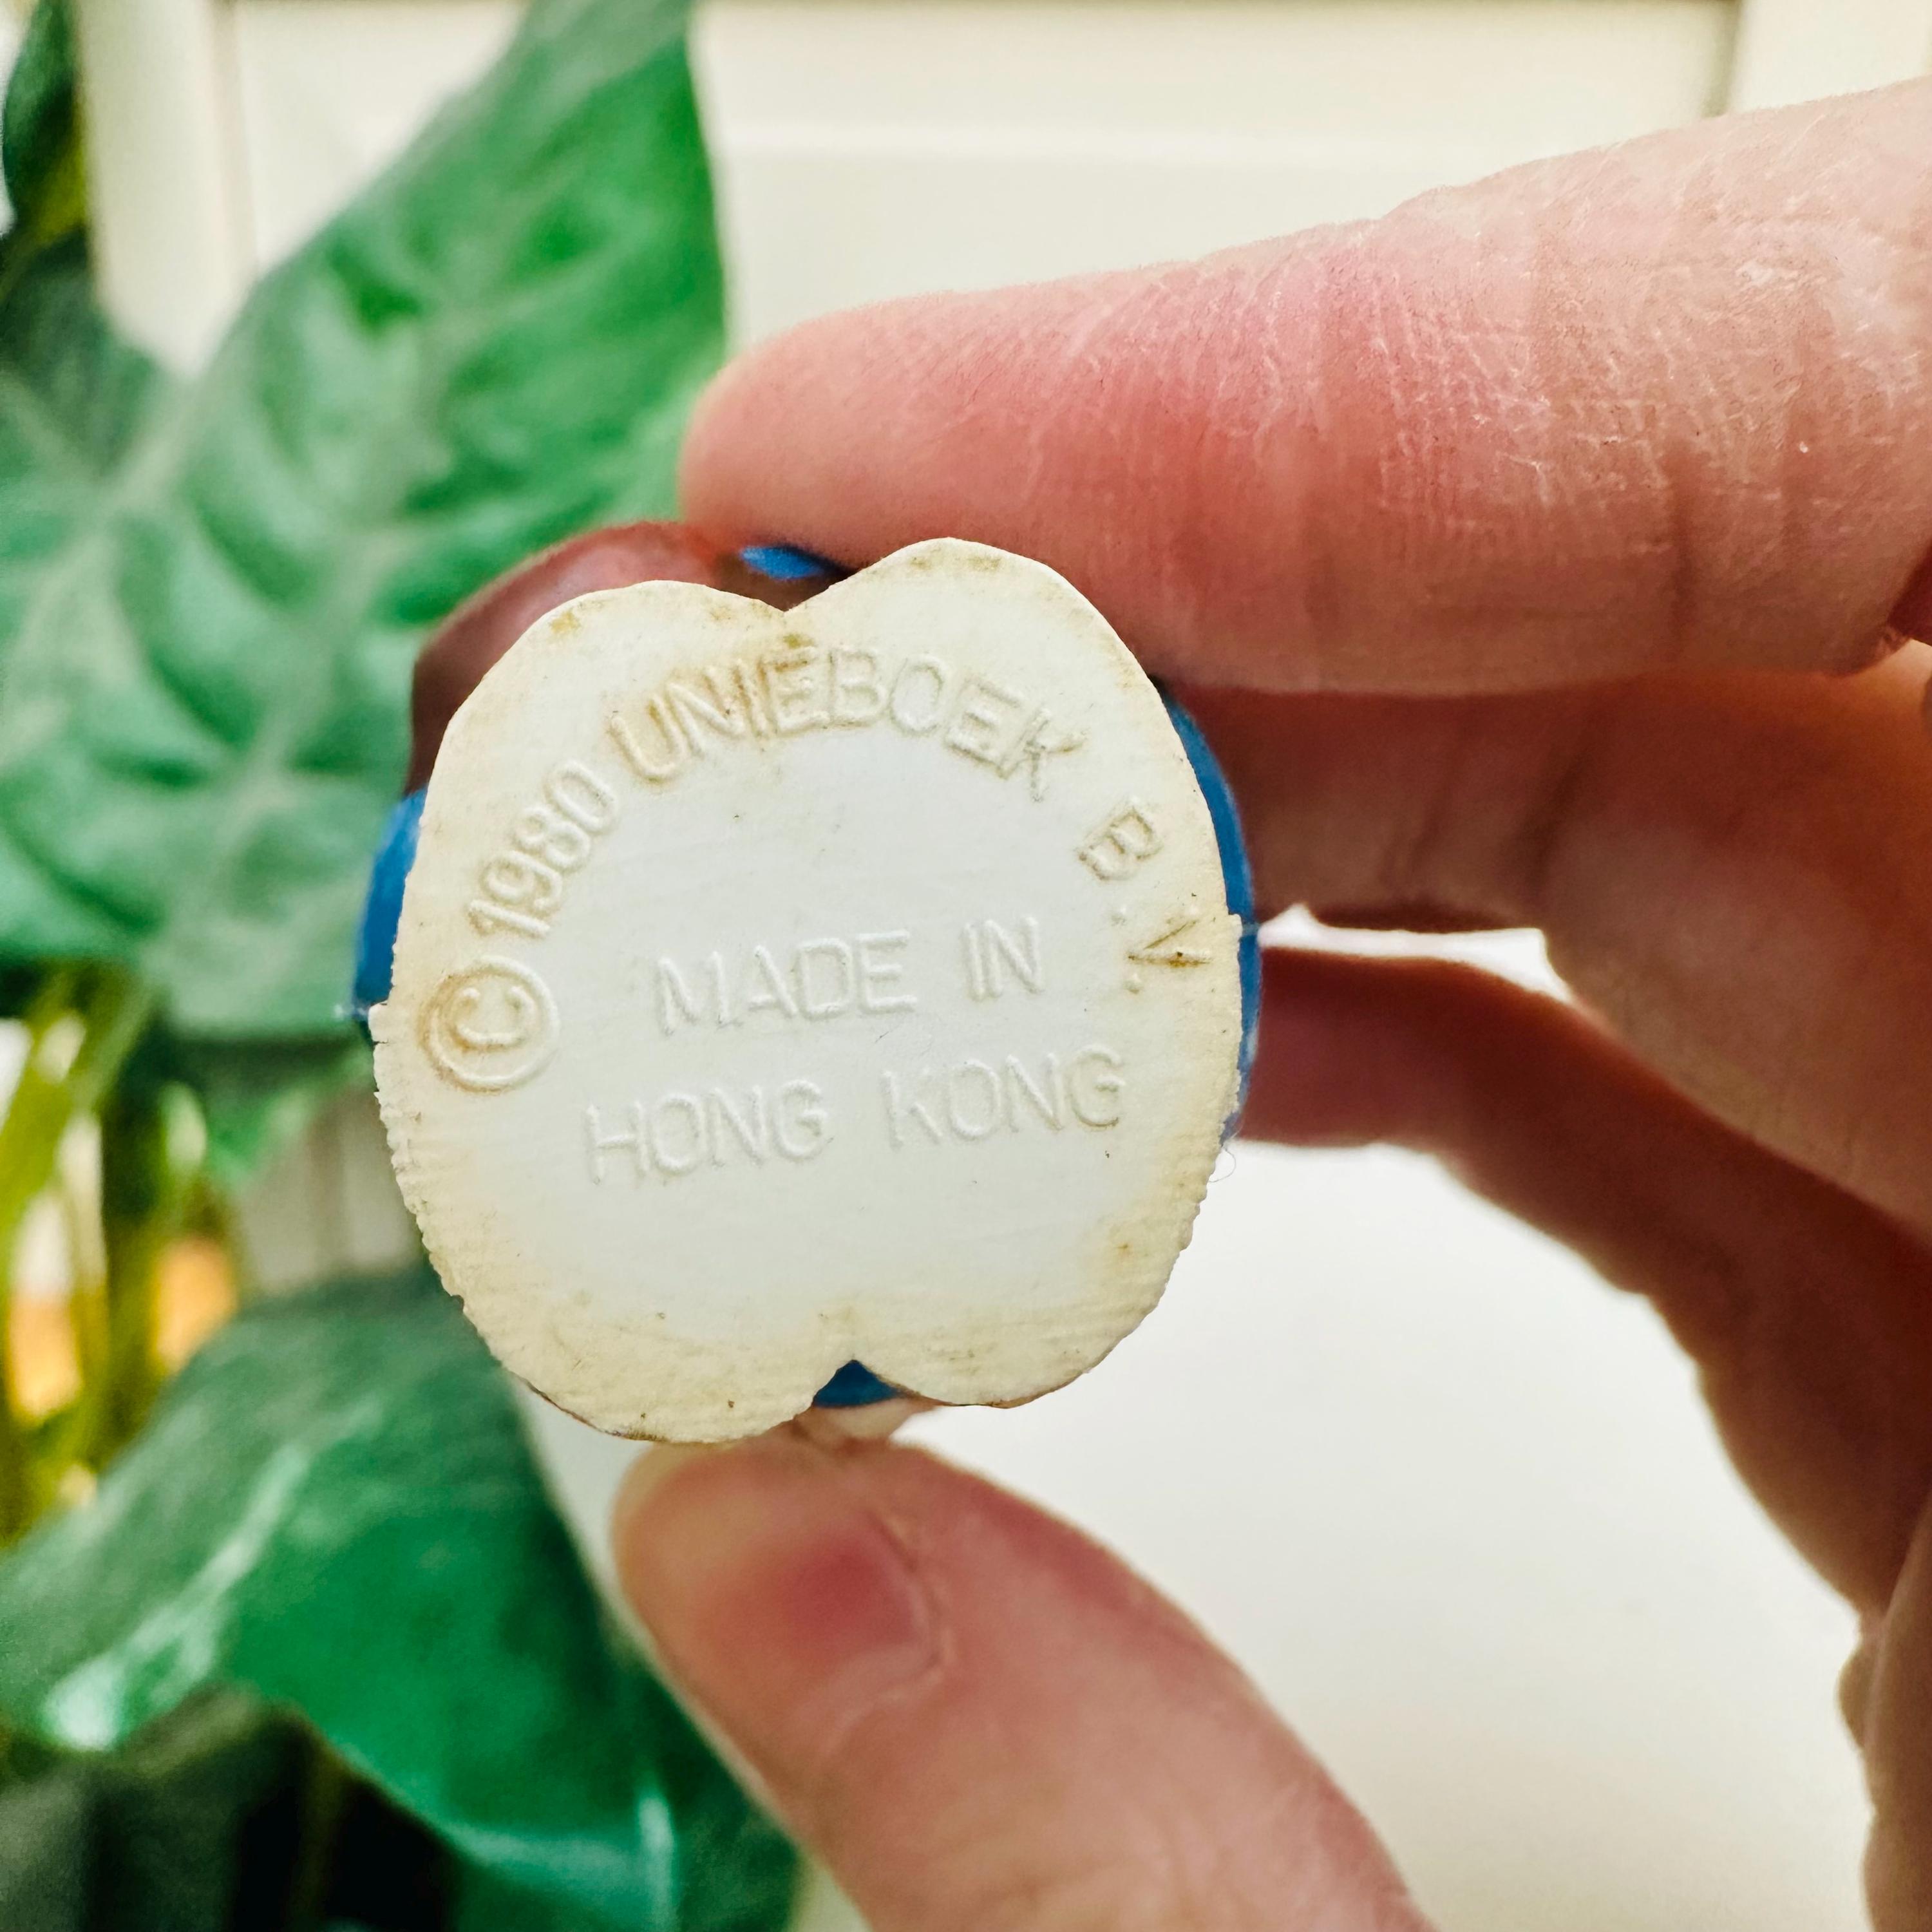 © 1980 UNIEBOEK B.V.
MADE IN
HONG KONG